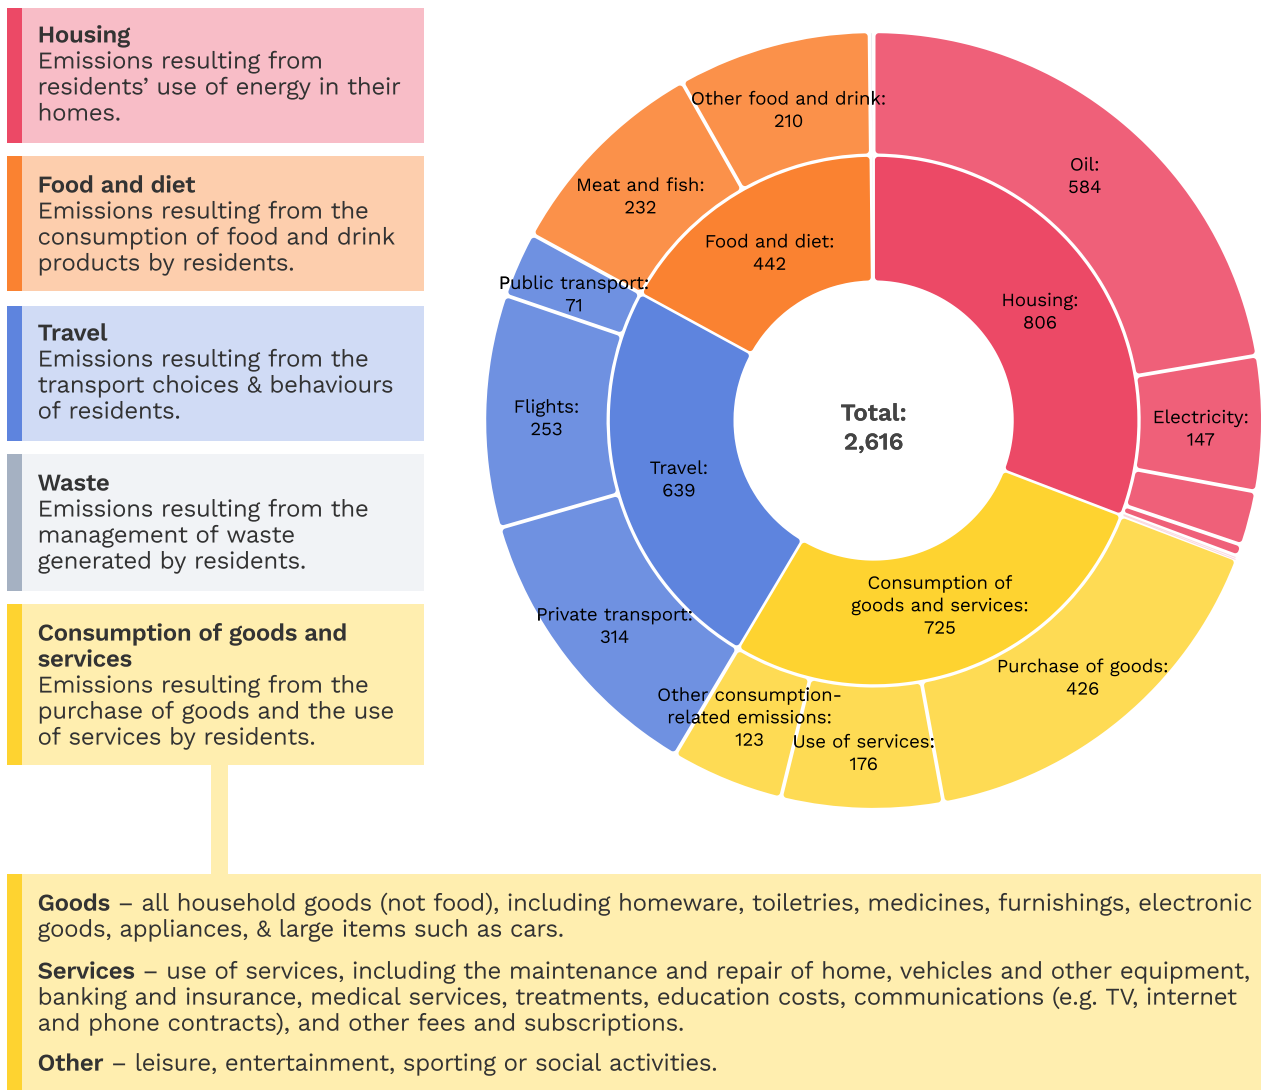 Housing
Emissions resulting from
residents’ use of energy in their
homes.
Food and diet
Emissions resulting from the
consumption of food and drink
products by residents.
Travel
Emissions resulting from the
transport choices & behaviours
of residents.
Waste
Emissions resulting from the
management of waste
generated by residents.
Consumption of goods and
services
Emissions resulting from the
purchase of goods and the use
of services by residents.
Other food and drink:
210
Oil:
584
Meat and fish:
232
Food and diet:
442
Public transport:
71
Housing:
806
Flights:
253
Total:
2,616
Electricity:
147
Travel:
639
Consumption of
goods and services:
725
Private transport:
314
Purchase of goods:
426
Other consumption-
related emissions:
123
Use of services:
176
Goods – all household goods (not food), including homeware, toiletries, medicines, furnishings, electronic
goods, appliances, & large items such as cars.
Services – use of services, including the maintenance and repair of home, vehicles and other equipment,
banking and insurance, medical services, treatments, education costs, communications (e.g. TV, internet
and phone contracts), and other fees and subscriptions.
Other – leisure, entertainment, sporting or social activities.